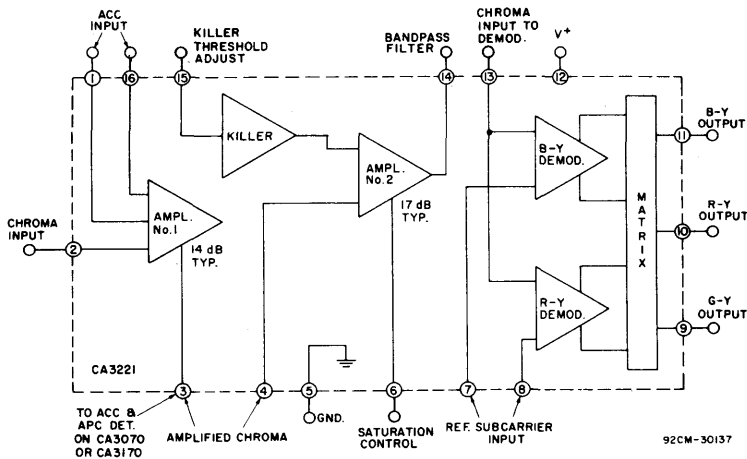 ACC
INPUT
KILLER
THRESHOLD
ADJUST
BANDPASS
FILTER
CHROMA
INPUT TO
DEMOD.
V+
1
16
15
14
13
12
KILLER
AMPL.
No.2
17 dB
TYP.
B-Y
DEMOD.
MATRIX
B-Y
OUTPUT
11
AMPL.
No.1
14 dB
TYP.
CHROMA
INPUT
2
R-Y
OUTPUT
10
R-Y
DEMOD.
G-Y
OUTPUT
9
CA3221
3
4
5
6
7
8
TO ACC &
APC DET.
ON CA3070
OR CA3170
AMPLIFIED CHROMA
GND.
SATURATION
CONTROL
REF. SUBCARRIER
INPUT
92CM-30137